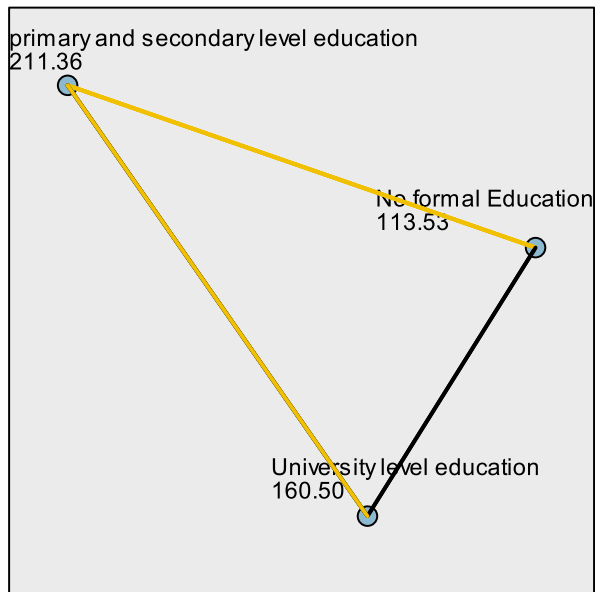 primary and secondary level education
211.36
No formal Education
113.53
University level education
160.50